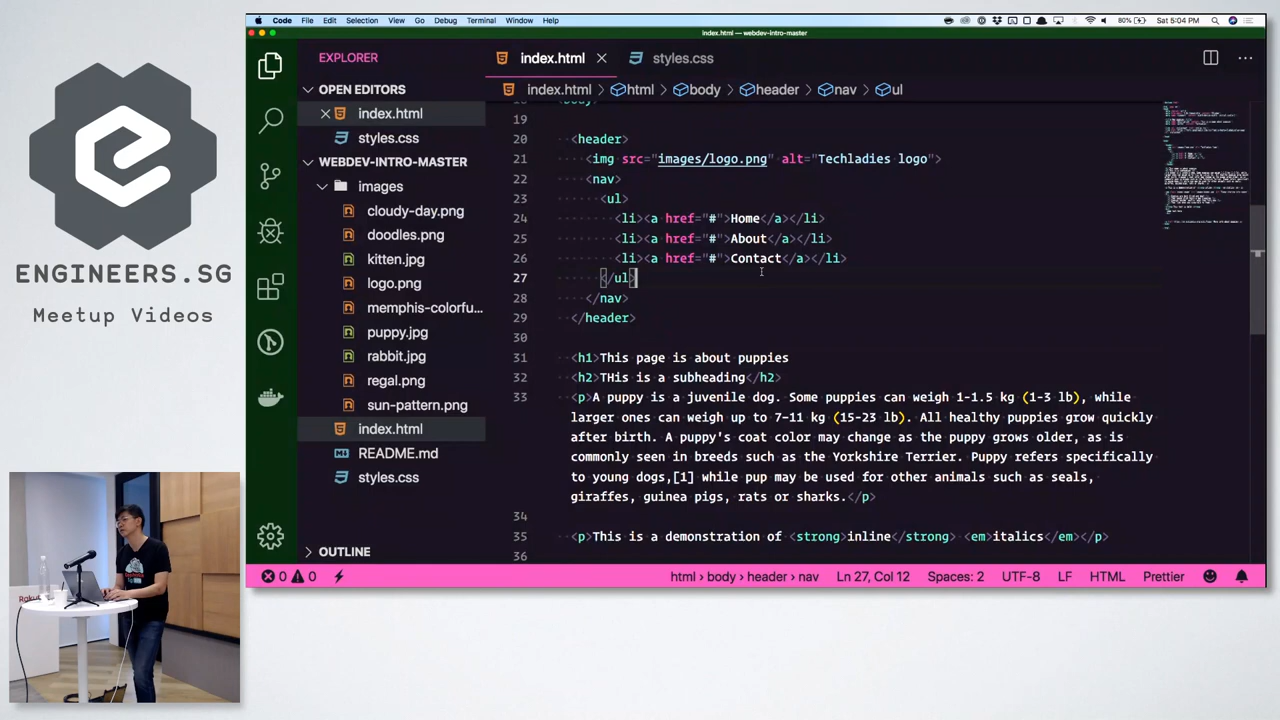 ENGINEERS.SG
Meetup Videos
Code File Edit Selection View Go Debug Terminal Window Help
80% Sat 5:04 PM
index.html — webdev-intro-master
EXPLORER
OPEN EDITORS
index.html
styles.css
WEBDEV-INTRO-MASTER
images
cloudy-day.png
doodles.png
kitten.jpg
logo.png
memphis-colorfu...
puppy.jpg
rabbit.jpg
regal.png
sun-pattern.png
index.html
README.md
styles.css
OUTLINE
index.html styles.css
index.html › html › body › header › nav › ul
19
20 <header>
21 <img src="images/logo.png" alt="Techladies logo">
22 <nav>
23 <ul>
24 <li><a href="#">Home</a></li>
25 <li><a href="#">About</a></li>
26 <li><a href="#">Contact</a></li>
27 </ul>
28 </nav>
29 </header>
30
31 <h1>This page is about puppies
32 <h2>THis is a subheading</h2>
33 <p>A puppy is a juvenile dog. Some puppies can weigh 1-1.5 kg (1-3 lb), while
larger ones can weigh up to 7-11 kg (15-23 lb). All healthy puppies grow quickly
after birth. A puppy's coat color may change as the puppy grows older, as is
commonly seen in breeds such as the Yorkshire Terrier. Puppy refers specifically
to young dogs,[1] while pup may be used for other animals such as seals,
giraffes, guinea pigs, rats or sharks.</p>
34
35 <p>This is a demonstration of <strong>inline</strong> <em>italics</em></p>
36
0 0 html › body › header › nav Ln 27, Col 12 Spaces: 2 UTF-8 LF HTML Prettier